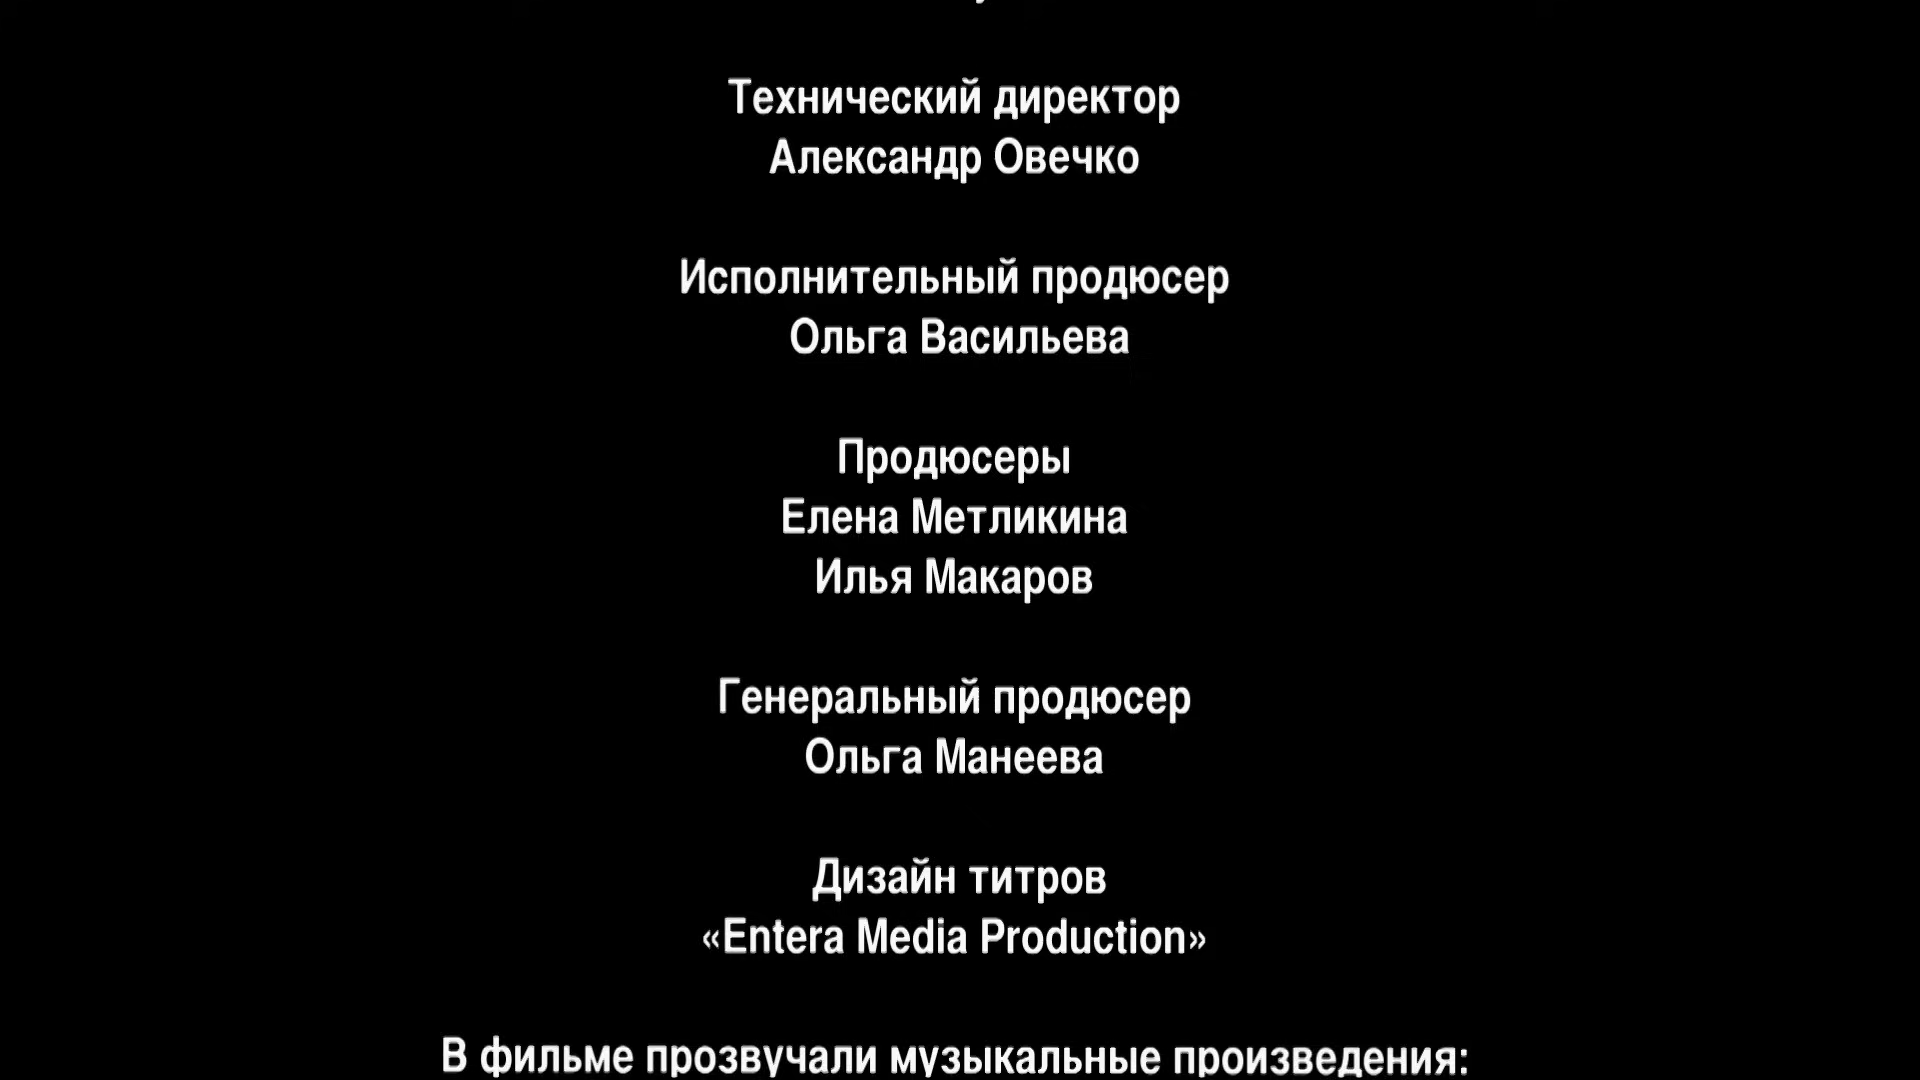 Технический директор
Александр Овечко
Исполнительный продюсер
Ольга Васильева
Продюсеры
Елена Метликина
Илья Макаров
Генеральный продюсер
Ольга Манеева
Дизайн титров
«Entera Media Production»
В фильме прозвучали музыкальные произведения: